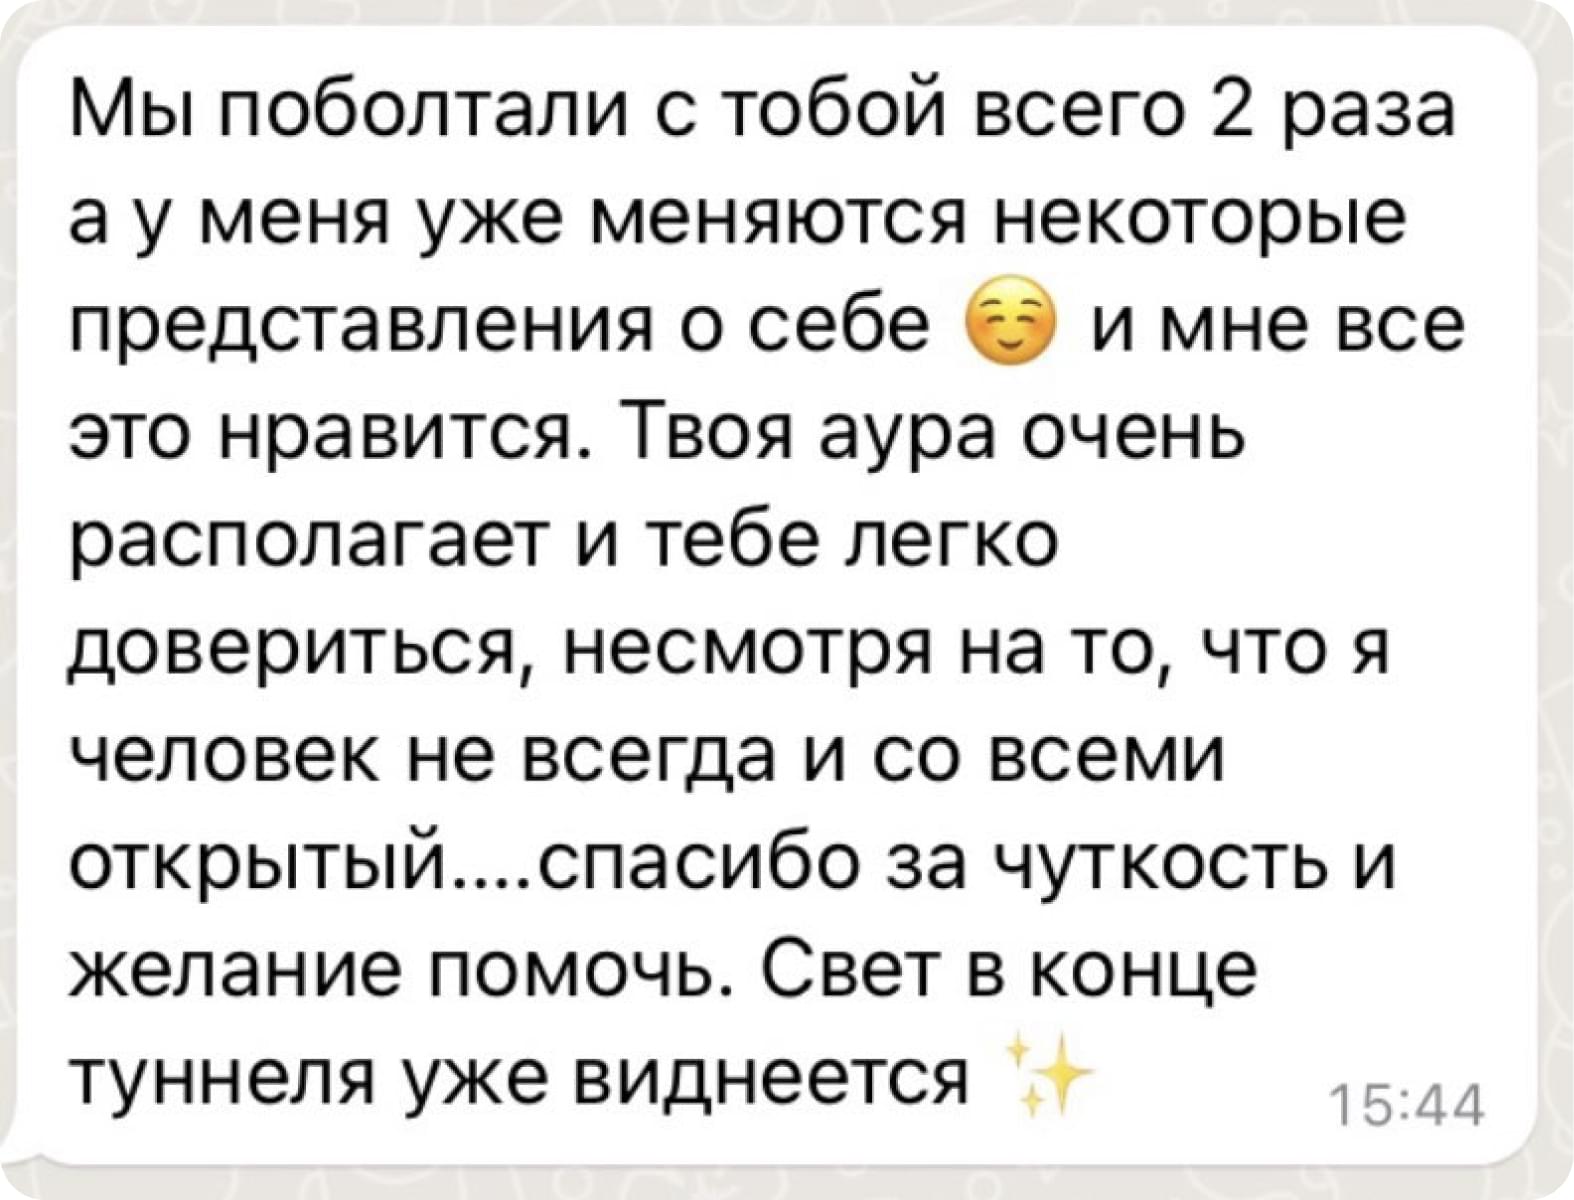 Мы поболтали с тобой всего 2 раза
а у меня уже меняются некоторые
представления о себе ☺️ и мне все
это нравится. Твоя аура очень
располагает и тебе легко
довериться, несмотря на то, что я
человек не всегда и со всеми
открытый....спасибо за чуткость и
желание помочь. Свет в конце
туннеля уже виднеется ✨
15:44